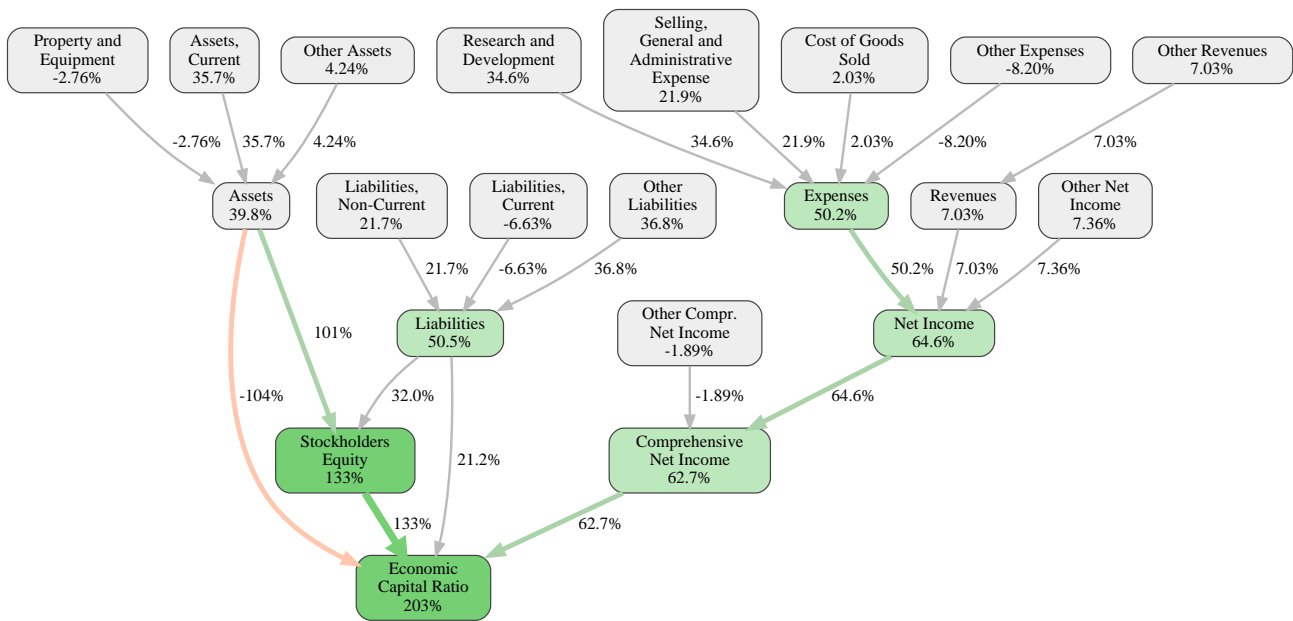 Property and
Equipment
-2.76%
Assets,
Current
35.7%
Other Assets
4.24%
Research and
Development
34.6%
Selling,
General and
Administrative
Expense
21.9%
Cost of Goods
Sold
2.03%
Other Expenses
-8.20%
Other Revenues
7.03%
-2.76%
35.7%
4.24%
34.6%
21.9%
2.03%
-8.20%
7.03%
Assets
39.8%
Liabilities,
Non-Current
21.7%
Liabilities,
Current
-6.63%
Other
Liabilities
36.8%
Expenses
50.2%
Revenues
7.03%
Other Net
Income
7.36%
21.7%
-6.63%
36.8%
50.2%
7.03%
7.36%
101%
Liabilities
50.5%
Other Compr.
Net Income
-1.89%
Net Income
64.6%
-104%
32.0%
-1.89%
64.6%
Stockholders
Equity
133%
21.2%
Comprehensive
Net Income
62.7%
133%
62.7%
Economic
Capital Ratio
203%